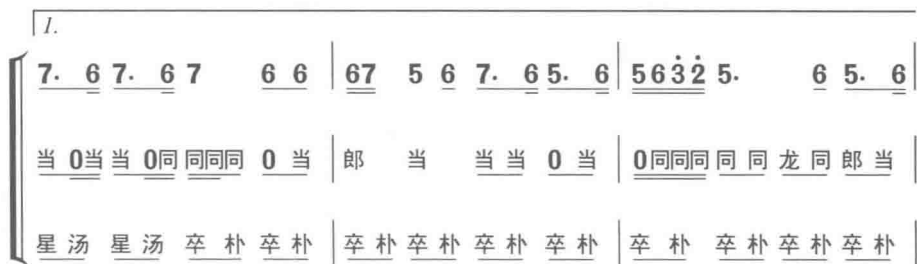 1.
7. 6 7. 6 7 6 6 | 67 5 6 7. 6 5. 6 | 563̇2̇ 5. 6 5. 6
当 0当 当 0同 同同同 0 当 | 郎 当 当当 0 当 | 0同同同 同同 龙同 郎当
星汤 星汤 卒朴 卒朴 | 卒朴 卒朴 卒朴 卒朴 | 卒朴 卒朴 卒朴 卒朴